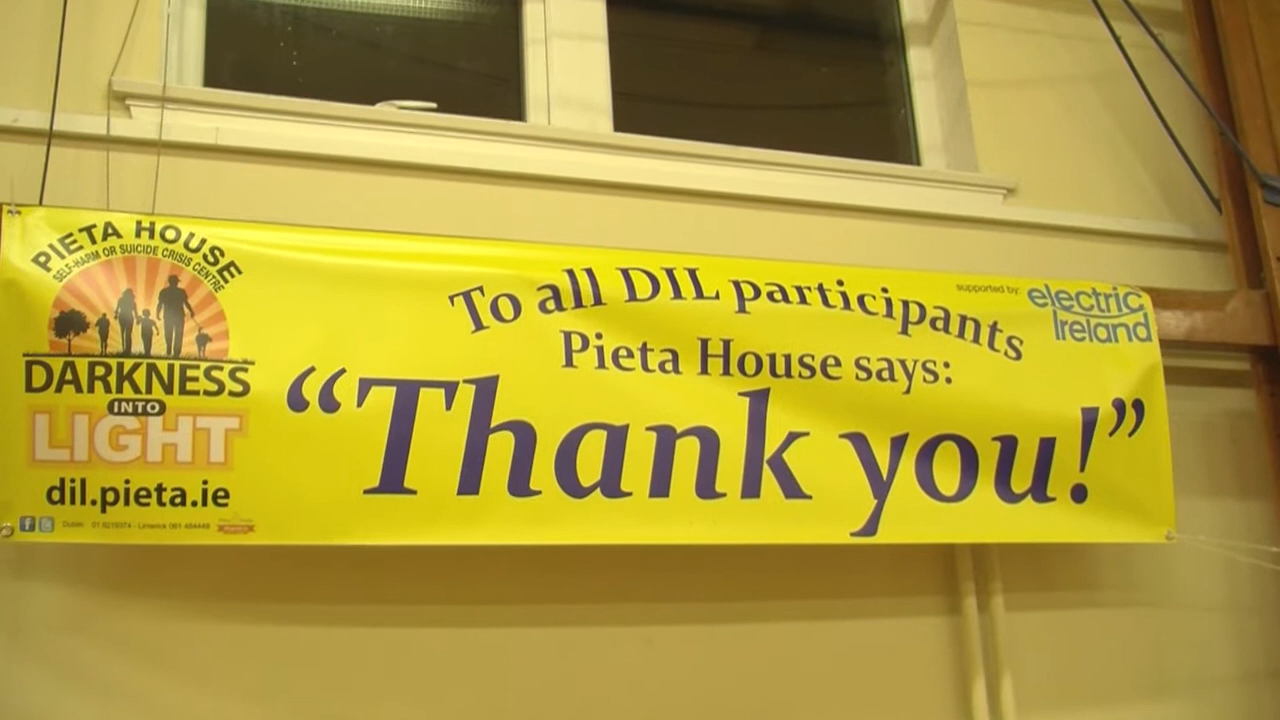 PIETA HOUSE
SELF-HARM OR SUICIDE CRISIS CENTRE
DARKNESS
INTO
LIGHT
dil.pieta.ie
To all DIL participants
Pieta House says:
“Thank you!”
supported by:
electric
Ireland